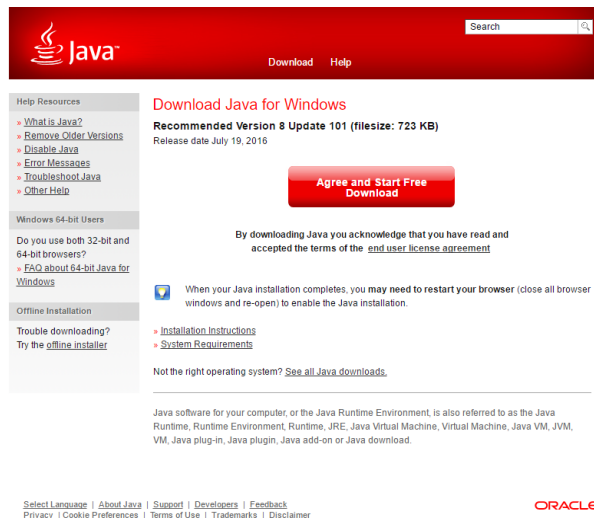 Java™
Search
Download Help
Help Resources
» What is Java?
» Remove Older Versions
» Disable Java
» Error Messages
» Troubleshoot Java
» Other Help
Windows 64-bit Users
Do you use both 32-bit and
64-bit browsers?
» FAQ about 64-bit Java for
Windows
Offline Installation
Trouble downloading?
Try the offline installer
Download Java for Windows
Recommended Version 8 Update 101 (filesize: 723 KB)
Release date July 19, 2016
Agree and Start Free
Download
By downloading Java you acknowledge that you have read and
accepted the terms of the end user license agreement
When your Java installation completes, you may need to restart your browser (close all browser
windows and re-open) to enable the Java installation.
» Installation Instructions
» System Requirements
Not the right operating system? See all Java downloads.
Java software for your computer, or the Java Runtime Environment, is also referred to as the Java
Runtime, Runtime Environment, Runtime, JRE, Java Virtual Machine, Virtual Machine, Java VM, JVM,
VM, Java plug-in, Java plugin, Java add-on or Java download.
Select Language | About Java | Support | Developers | Feedback
Privacy | Cookie Preferences | Terms of Use | Trademarks | Disclaimer
ORACLE